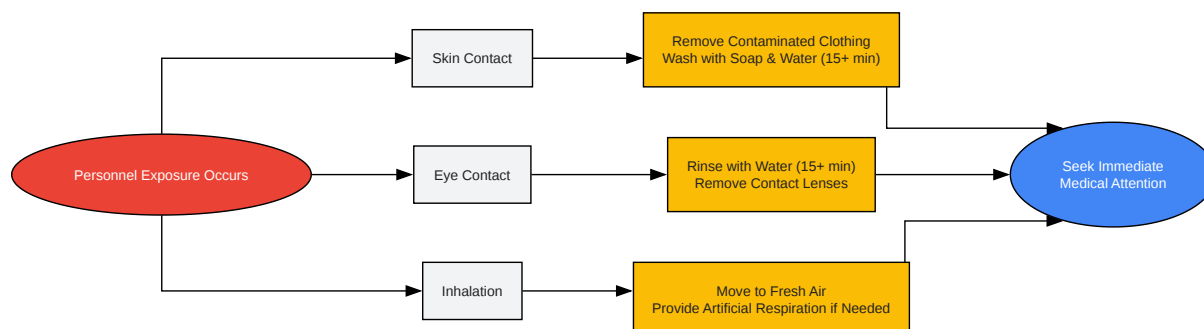 Personnel Exposure Occurs
Skin Contact
Remove Contaminated Clothing
Wash with Soap & Water (15+ min)
Eye Contact
Rinse with Water (15+ min)
Remove Contact Lenses
Inhalation
Move to Fresh Air
Provide Artificial Respiration if Needed
Seek Immediate
Medical Attention